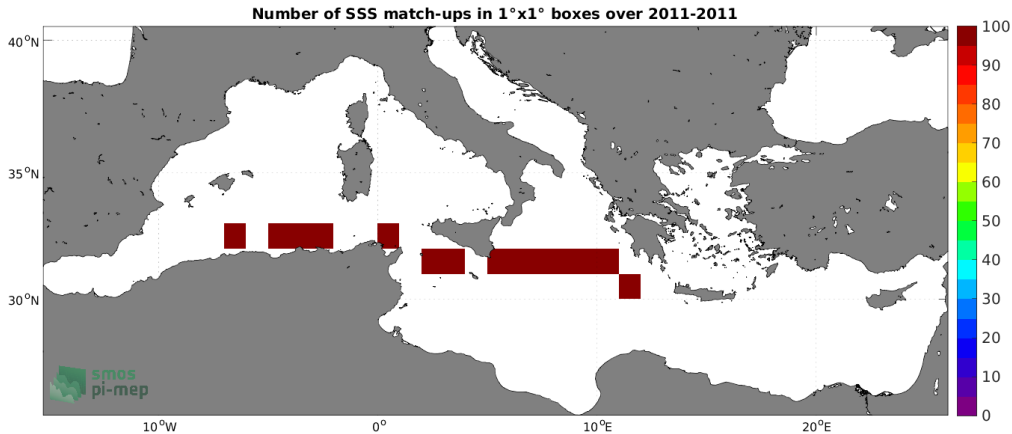 Number of SSS match-ups in 1°x1° boxes over 2011-2011
40°N
35°N
30°N
10°W
0°
10°E
20°E
100
90
80
70
60
50
40
30
20
10
0
smos
pi-mep